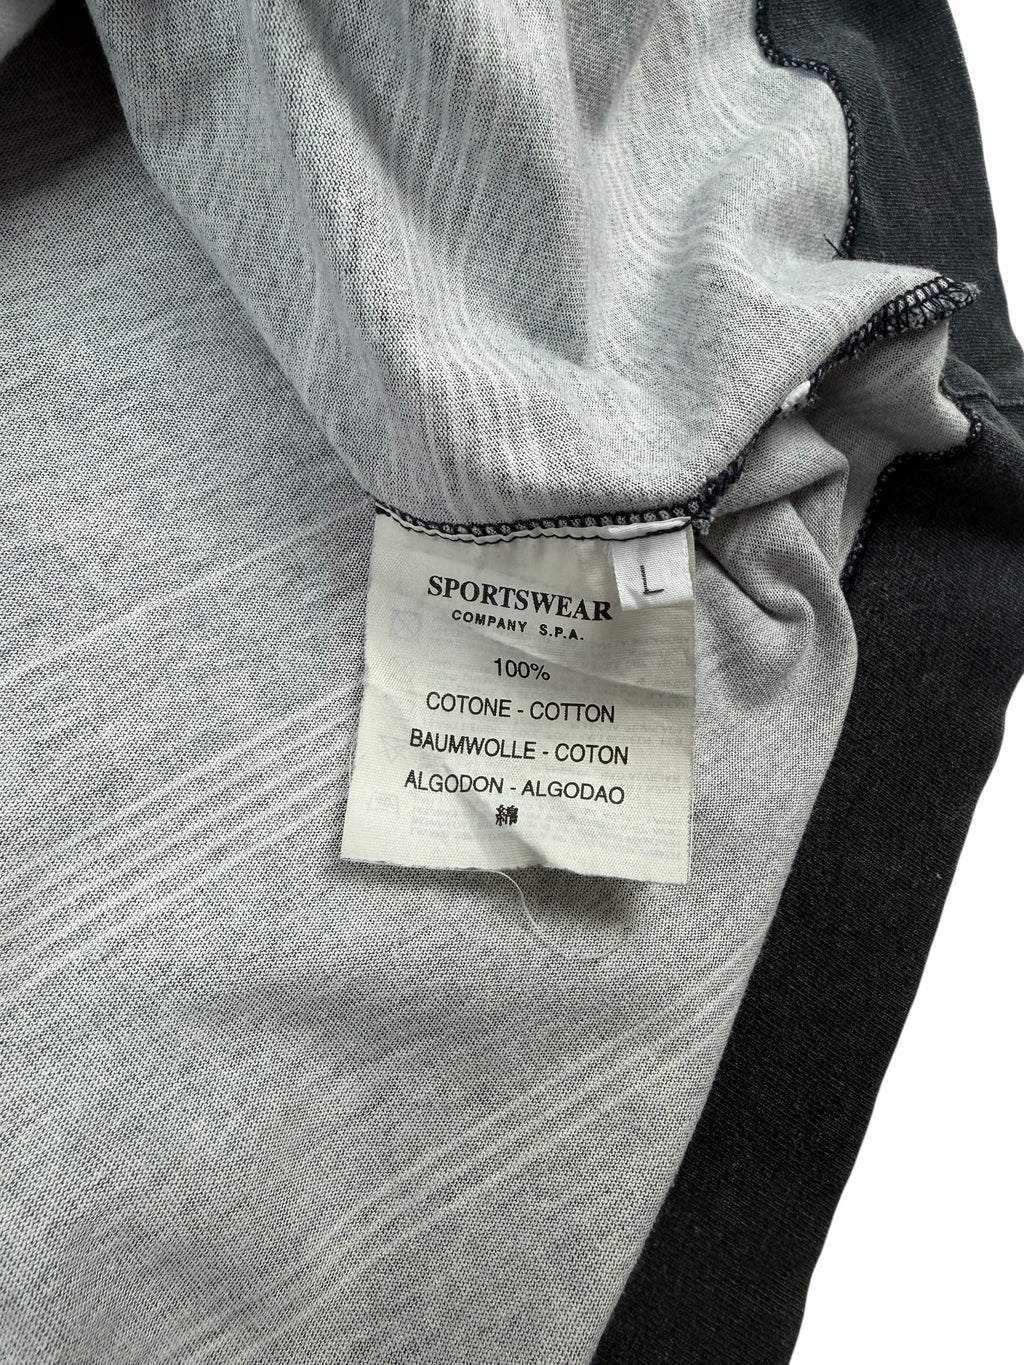 L
SPORTSWEAR
COMPANY S.P.A.
100%
COTONE - COTTON
BAUMWOLLE - COTON
ALGODON - ALGODAO
綿